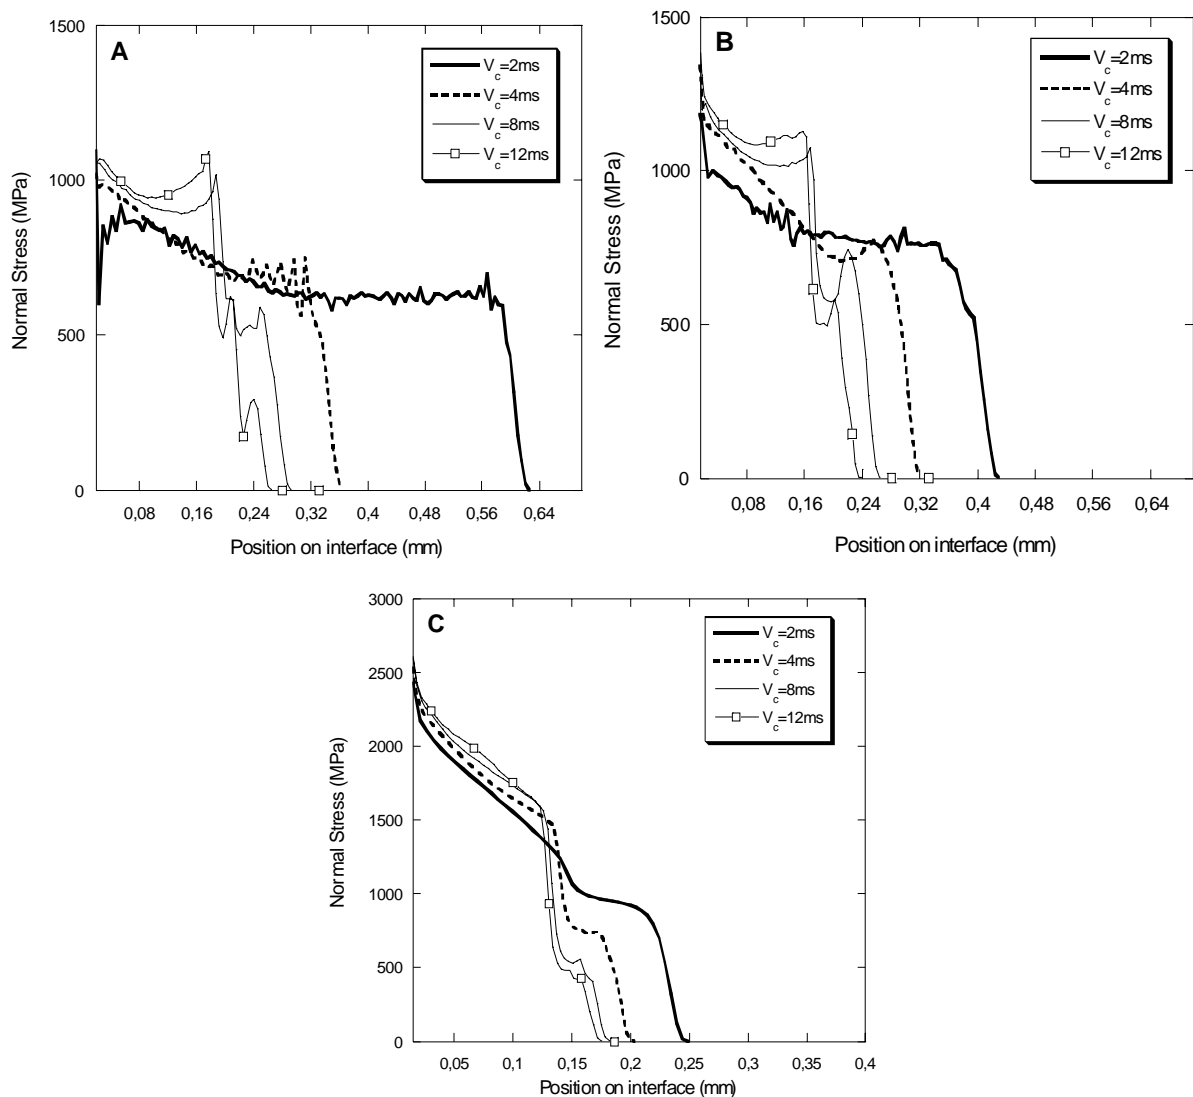 A
1500
1000
500
0
Normal Stress (MPa)
V_c=2ms
V_c=4ms
V_c=8ms
V_c=12ms
0,08 0,16 0,24 0,32 0,4 0,48 0,56 0,64
Position on interface (mm)
B
1500
1000
500
0
Normal Stress (MPa)
V_c=2ms
V_c=4ms
V_c=8ms
V_c=12ms
0,08 0,16 0,24 0,32 0,4 0,48 0,56 0,64
Position on interface (mm)
C
3000
2500
2000
1500
1000
500
0
Normal Stress (MPa)
V_c=2ms
V_c=4ms
V_c=8ms
V_c=12ms
0,05 0,1 0,15 0,2 0,25 0,3 0,35 0,4
Position on interface (mm)